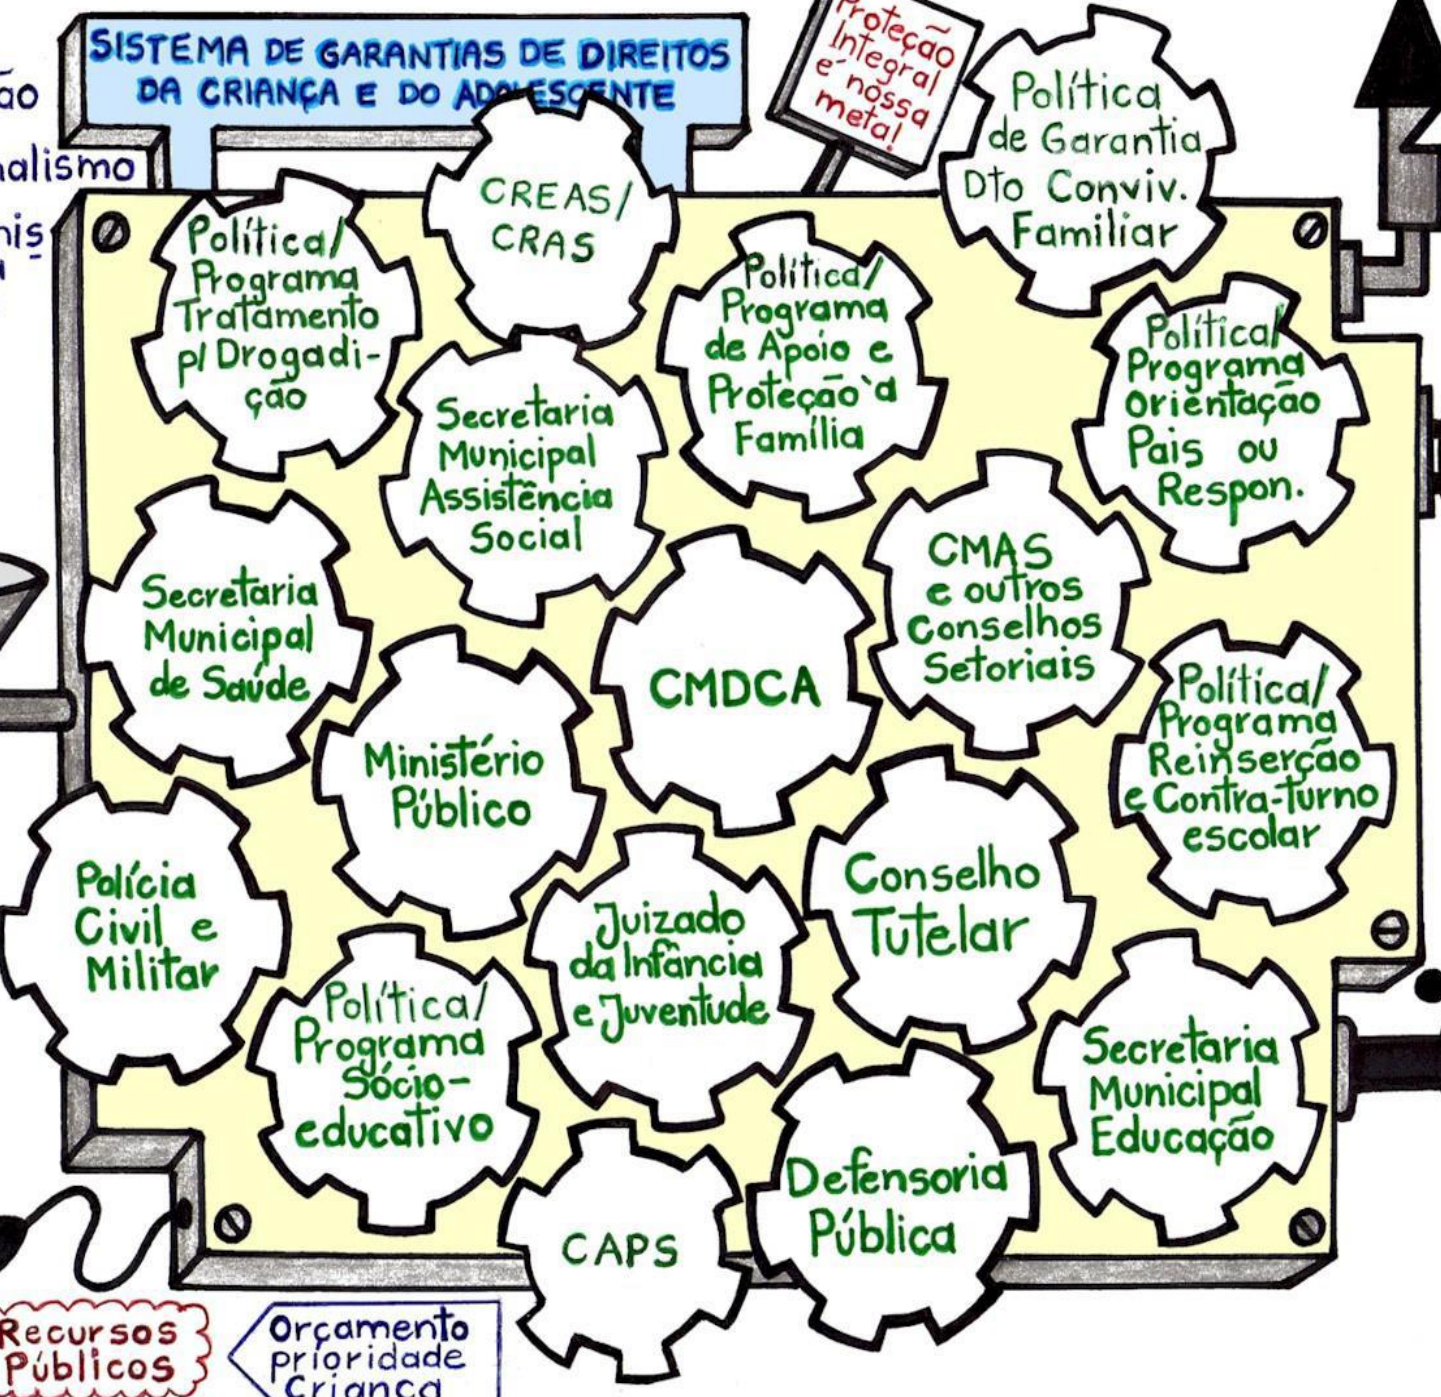 SISTEMA DE GARANTIAS DE DIREITOS
DA CRIANÇA E DO ADOLESCENTE
Proteção
Integral
é nossa
meta!
Política
de Garantia
Dto Conviv.
Familiar
CREAS/
CRAS
Política/
Programa
Tratamento
p/ Drogadi-
ção
Política/
Programa
de Apoio e
Proteção à
Família
Política/
Programa
Orientação
Pais ou
Respon.
Secretaria
Municipal
Assistência
Social
Secretaria
Municipal
de Saúde
CMAS
e outros
Conselhos
Setoriais
CMDCA
Política/
Programa
Reinserção
e Contra-turno
escolar
Ministério
Público
Polícia
Civil e
Militar
Conselho
Tutelar
Juizado
da Infância
e Juventude
Política/
Programa
Sócio-
educativo
Secretaria
Municipal
Educação
Defensoria
Pública
CAPS
Recursos
Públicos
Orçamento
prioridade
Criança